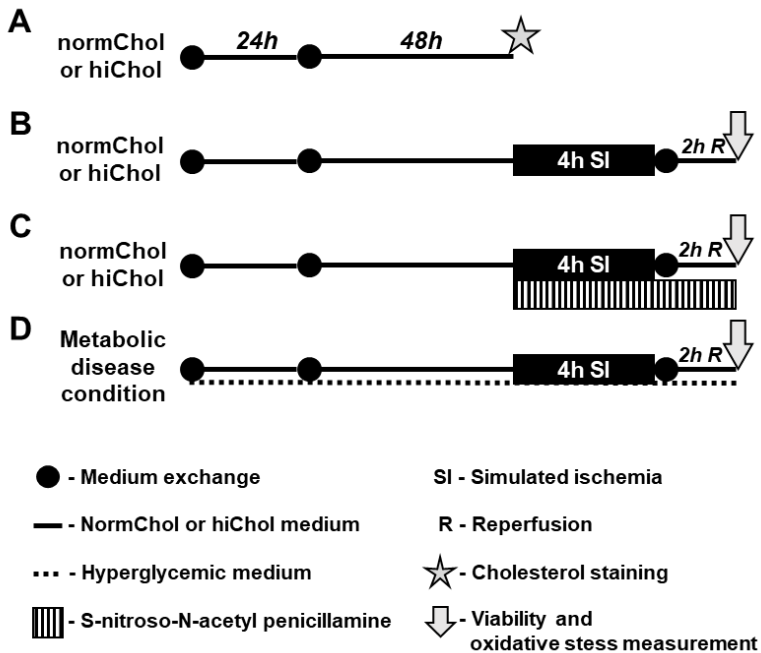 A
normChol
or hiChol
24h
48h
B
normChol
or hiChol
4h SI
2h R
C
normChol
or hiChol
4h SI
2h R
D
Metabolic
disease
condition
4h SI
2h R
- Medium exchange
SI - Simulated ischemia
- NormChol or hiChol medium
R - Reperfusion
- Hyperglycemic medium
- Cholesterol staining
- S-nitroso-N-acetyl penicillamine
- Viability and
oxidative stess measurement